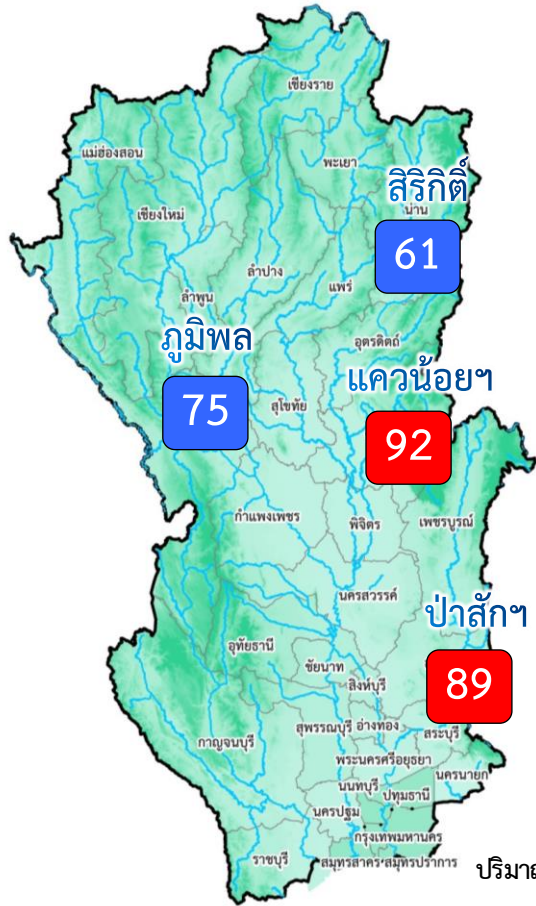 เชียงราย
แม่ฮ่องสอน
พะเยา
สิริกิติ์
น่าน
เชียงใหม่
61
ลำปาง
แพร่
ลำพูน
ภูมิพล
อุตรดิตถ์
แควน้อยฯ
75
สุโขทัย
92
กำแพงเพชร
พิจิตร
เพชรบูรณ์
นครสวรรค์
ป่าสักฯ
อุทัยธานี
ชัยนาท
สิงห์บุรี
89
สุพรรณบุรี อ่างทอง
สระบุรี
กาญจนบุรี
พระนครศรีอยุธยา
นครนายก
นนทบุรี
ปทุมธานี
นครปฐม
กรุงเทพมหานคร
ราชบุรี
สมุทรสาคร สมุทรปราการ
ปริมาณ